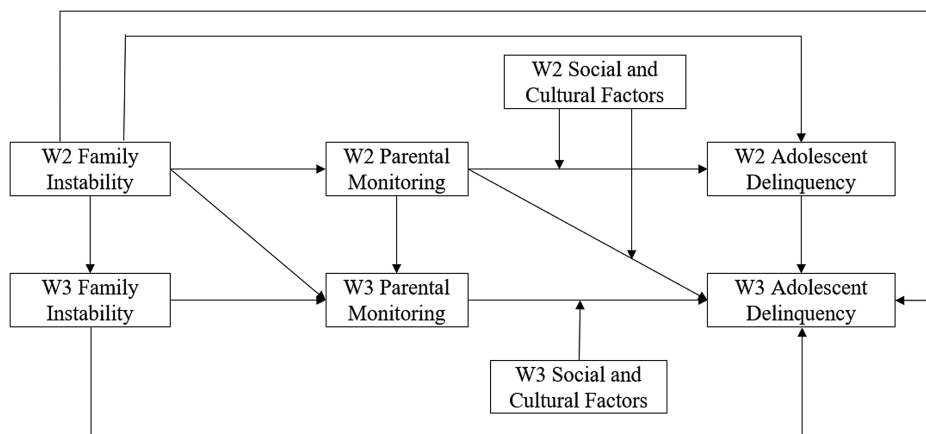 W2 Social and
Cultural Factors
W2 Family
Instability
W2 Parental
Monitoring
W2 Adolescent
Delinquency
W3 Family
Instability
W3 Parental
Monitoring
W3 Adolescent
Delinquency
W3 Social and
Cultural Factors